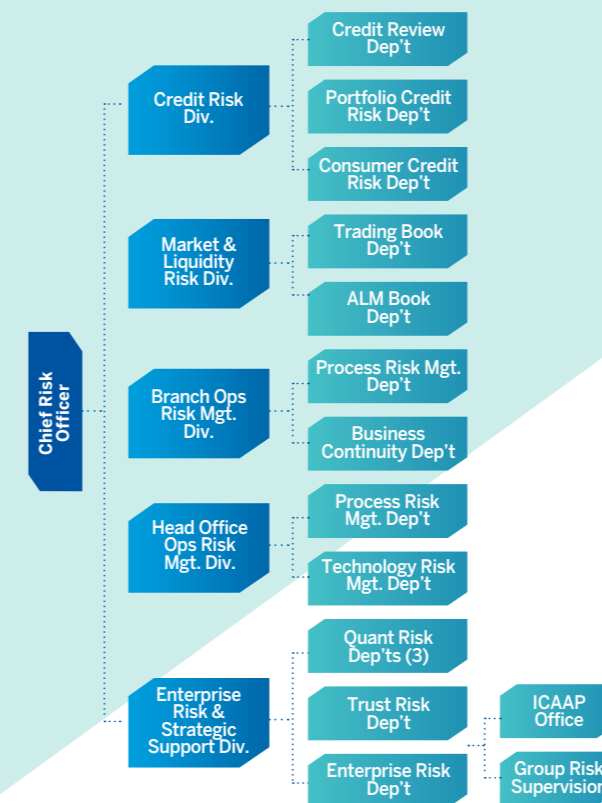 Chief Risk
Officer
Credit Risk
Div.
Credit Review
Dep't
Portfolio Credit
Risk Dep't
Consumer Credit
Risk Dep't
Market &
Liquidity
Risk Div.
Trading Book
Dep't
ALM Book
Dep't
Branch Ops
Risk Mgt.
Div.
Process Risk Mgt.
Dep't
Business
Continuity Dep't
Head Office
Ops Risk
Mgt. Div.
Process Risk
Mgt. Dep't
Technology Risk
Mgt. Dep't
Enterprise
Risk &
Strategic
Support Div.
Quant Risk
Dep'ts (3)
Trust Risk
Dep't
Enterprise Risk
Dep't
ICAAP
Office
Group Risk
Supervision